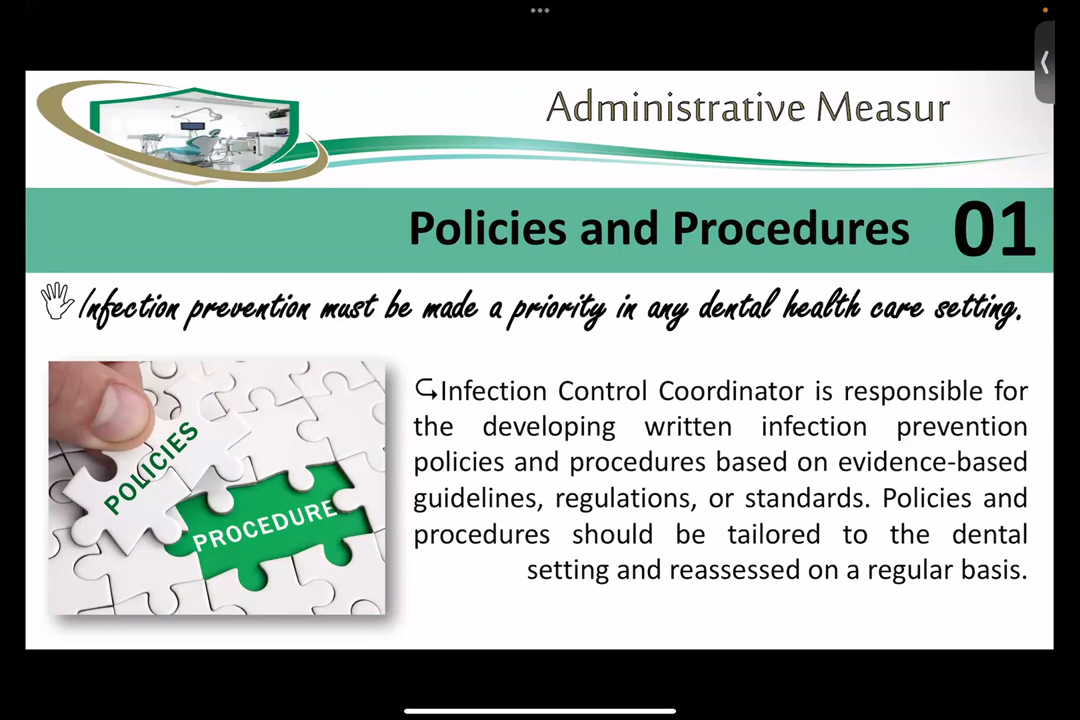 Administrative Measur
Policies and Procedures 01
Infection prevention must be made a priority in any dental health care setting.
POLICIES
PROCEDURE
Infection Control Coordinator is responsible for
the developing written infection prevention
policies and procedures based on evidence-based
guidelines, regulations, or standards. Policies and
procedures should be tailored to the dental
setting and reassessed on a regular basis.